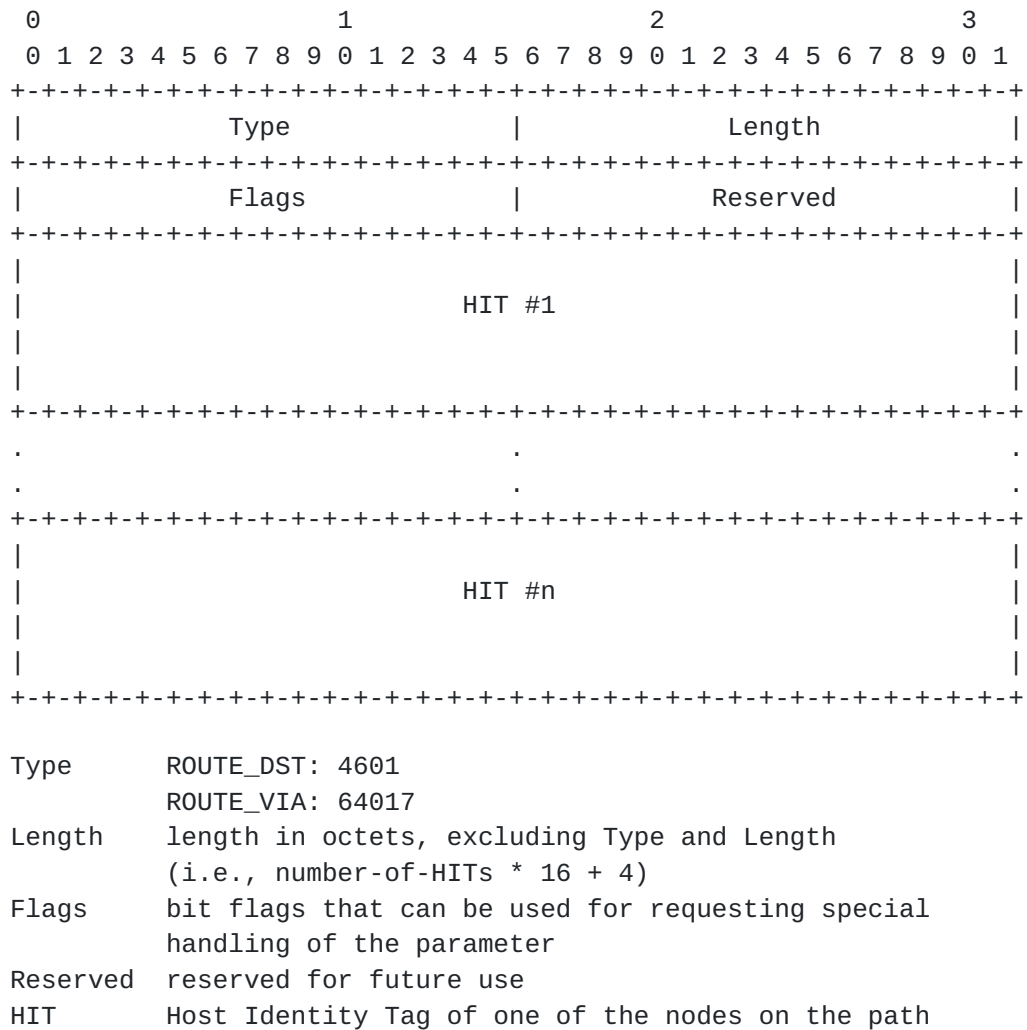 0                   1                   2                   3
 0 1 2 3 4 5 6 7 8 9 0 1 2 3 4 5 6 7 8 9 0 1 2 3 4 5 6 7 8 9 0 1
+-+-+-+-+-+-+-+-+-+-+-+-+-+-+-+-+-+-+-+-+-+-+-+-+-+-+-+-+-+-+-+-+
|             Type              |             Length            |
+-+-+-+-+-+-+-+-+-+-+-+-+-+-+-+-+-+-+-+-+-+-+-+-+-+-+-+-+-+-+-+-+
|             Flags             |            Reserved           |
+-+-+-+-+-+-+-+-+-+-+-+-+-+-+-+-+-+-+-+-+-+-+-+-+-+-+-+-+-+-+-+-+
|                                                               |
|                            HIT #1                             |
|                                                               |
|                                                               |
+-+-+-+-+-+-+-+-+-+-+-+-+-+-+-+-+-+-+-+-+-+-+-+-+-+-+-+-+-+-+-+-+
.                               .                               .
.                               .                               .
+-+-+-+-+-+-+-+-+-+-+-+-+-+-+-+-+-+-+-+-+-+-+-+-+-+-+-+-+-+-+-+-+
|                                                               |
|                            HIT #n                             |
|                                                               |
|                                                               |
+-+-+-+-+-+-+-+-+-+-+-+-+-+-+-+-+-+-+-+-+-+-+-+-+-+-+-+-+-+-+-+-+

Type      ROUTE_DST: 4601
          ROUTE_VIA: 64017
Length    length in octets, excluding Type and Length
          (i.e., number-of-HITs * 16 + 4)
Flags     bit flags that can be used for requesting special
          handling of the parameter
Reserved  reserved for future use
HIT       Host Identity Tag of one of the nodes on the path